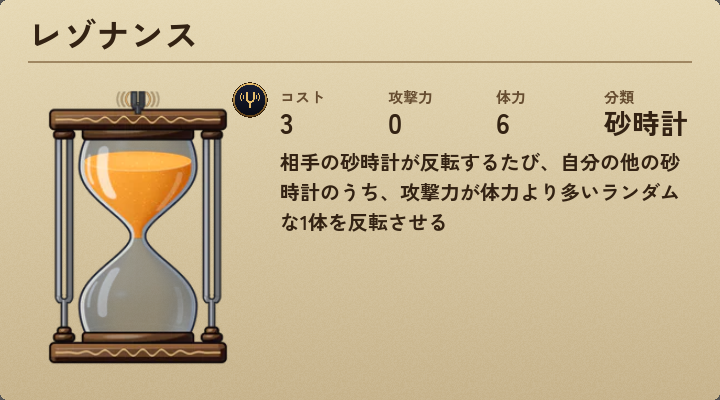 レゾナンス
コスト 攻撃力 体力 分類
3 0 6 砂時計
相手の砂時計が反転するたび、自分の他の砂
時計のうち、攻撃力が体力より多いランダム
な1体を反転させる